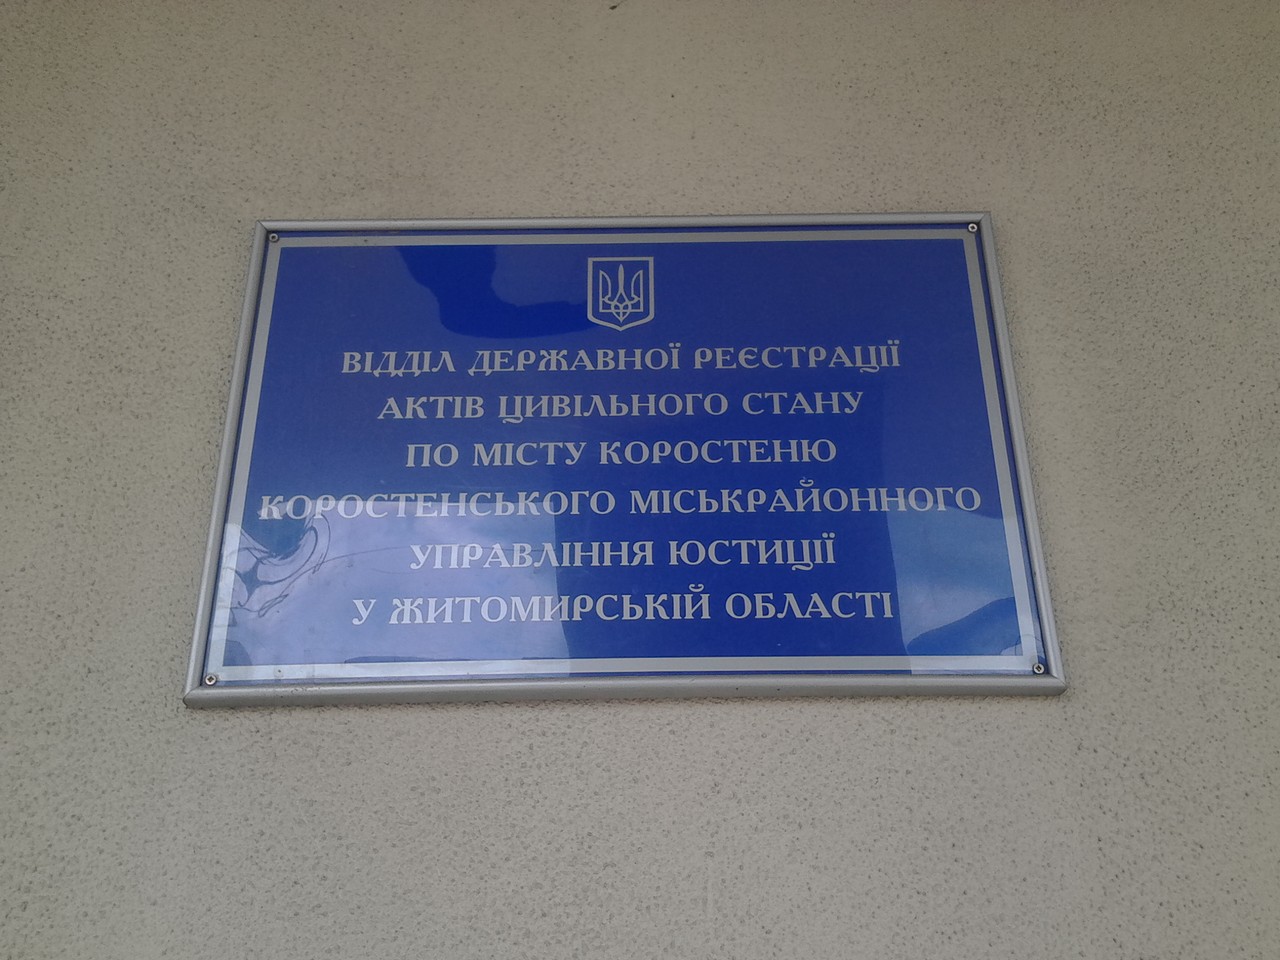 ВІДДІЛ ДЕРЖАВНОЇ РЕЄСТРАЦІЇ
АКТІВ ЦИВІЛЬНОГО СТАНУ
ПО МІСТУ КОРОСТЕНЮ
КОРОСТЕНСЬКОГО МІСЬКРАЙОННОГО
УПРАВЛІННЯ ЮСТИЦІЇ
У ЖИТОМИРСЬКІЙ ОБЛАСТІ